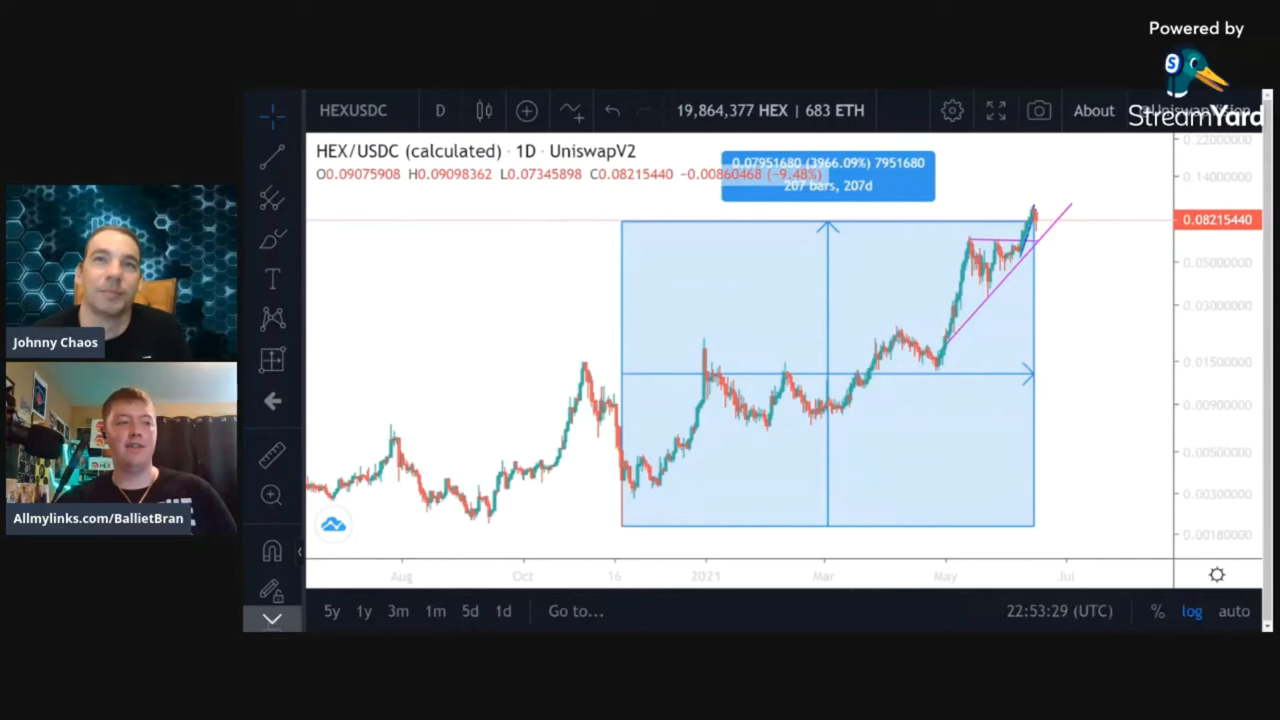 Powered by
StreamYard
HEXUSDC
D
19,864,377 HEX | 683 ETH
About
HEX/USDC (calculated) · 1D · UniswapV2
O0.09075908 H0.09098362 L0.07345898 C0.08215440 −0.00860468 (−9.48%)
0.07951680 (3966.09%) 7951680
207 bars, 207d
0.22000000
0.14000000
0.08215440
0.05000000
0.03000000
0.01500000
0.00900000
0.00500000
0.00300000
0.00180000
Johnny Chaos
Allmylinks.com/BallietBran
Aug
Oct
16
2021
Mar
May
Jul
5y 1y 3m 1m 5d 1d Go to...
22:53:29 (UTC) % log auto